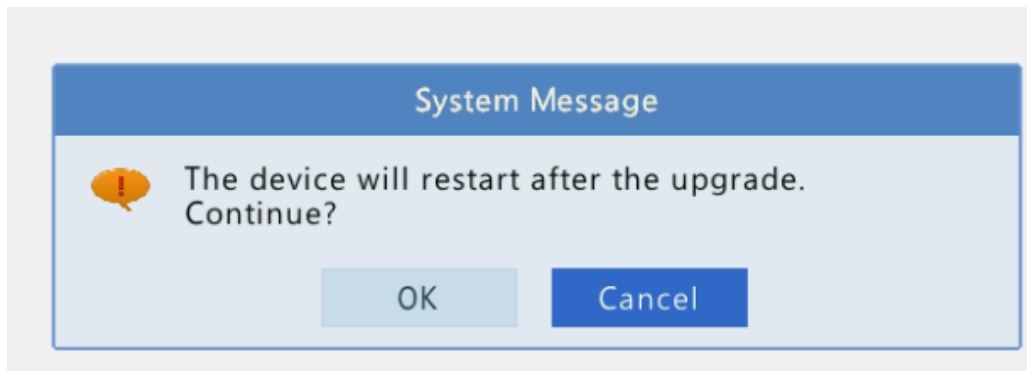 System Message
The device will restart after the upgrade.
Continue?
OK
Cancel